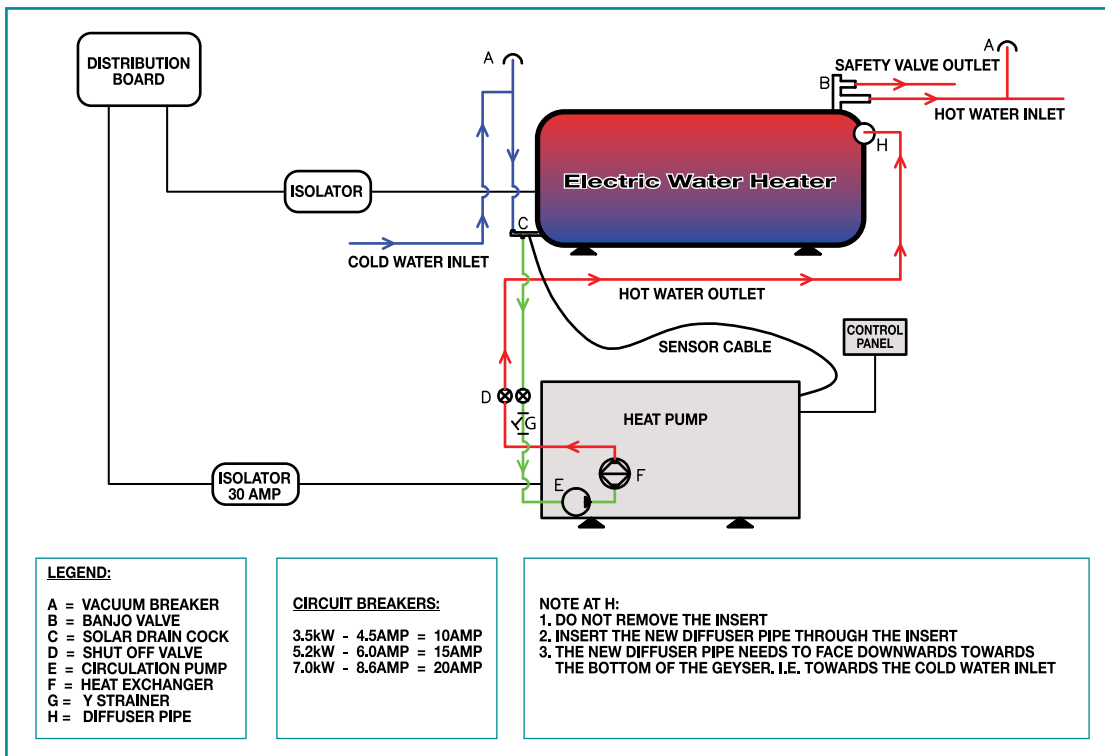 DISTRIBUTION
BOARD
A
A
SAFETY VALVE OUTLET
B
HOT WATER INLET
H
Electric Water Heater
ISOLATOR
C
COLD WATER INLET
HOT WATER OUTLET
SENSOR CABLE
CONTROL
PANEL
D
G
HEAT PUMP
F
E
ISOLATOR
30 AMP
LEGEND:
A = VACUUM BREAKER
B = BANJO VALVE
C = SOLAR DRAIN COCK
D = SHUT OFF VALVE
E = CIRCULATION PUMP
F = HEAT EXCHANGER
G = Y STRAINER
H = DIFFUSER PIPE
CIRCUIT BREAKERS:
3.5kW - 4.5AMP = 10AMP
5.2kW - 6.0AMP = 15AMP
7.0kW - 8.6AMP = 20AMP
NOTE AT H:
1. DO NOT REMOVE THE INSERT
2. INSERT THE NEW DIFFUSER PIPE THROUGH THE INSERT
3. THE NEW DIFFUSER PIPE NEEDS TO FACE DOWNWARDS TOWARDS
THE BOTTOM OF THE GEYSER. I.E. TOWARDS THE COLD WATER INLET